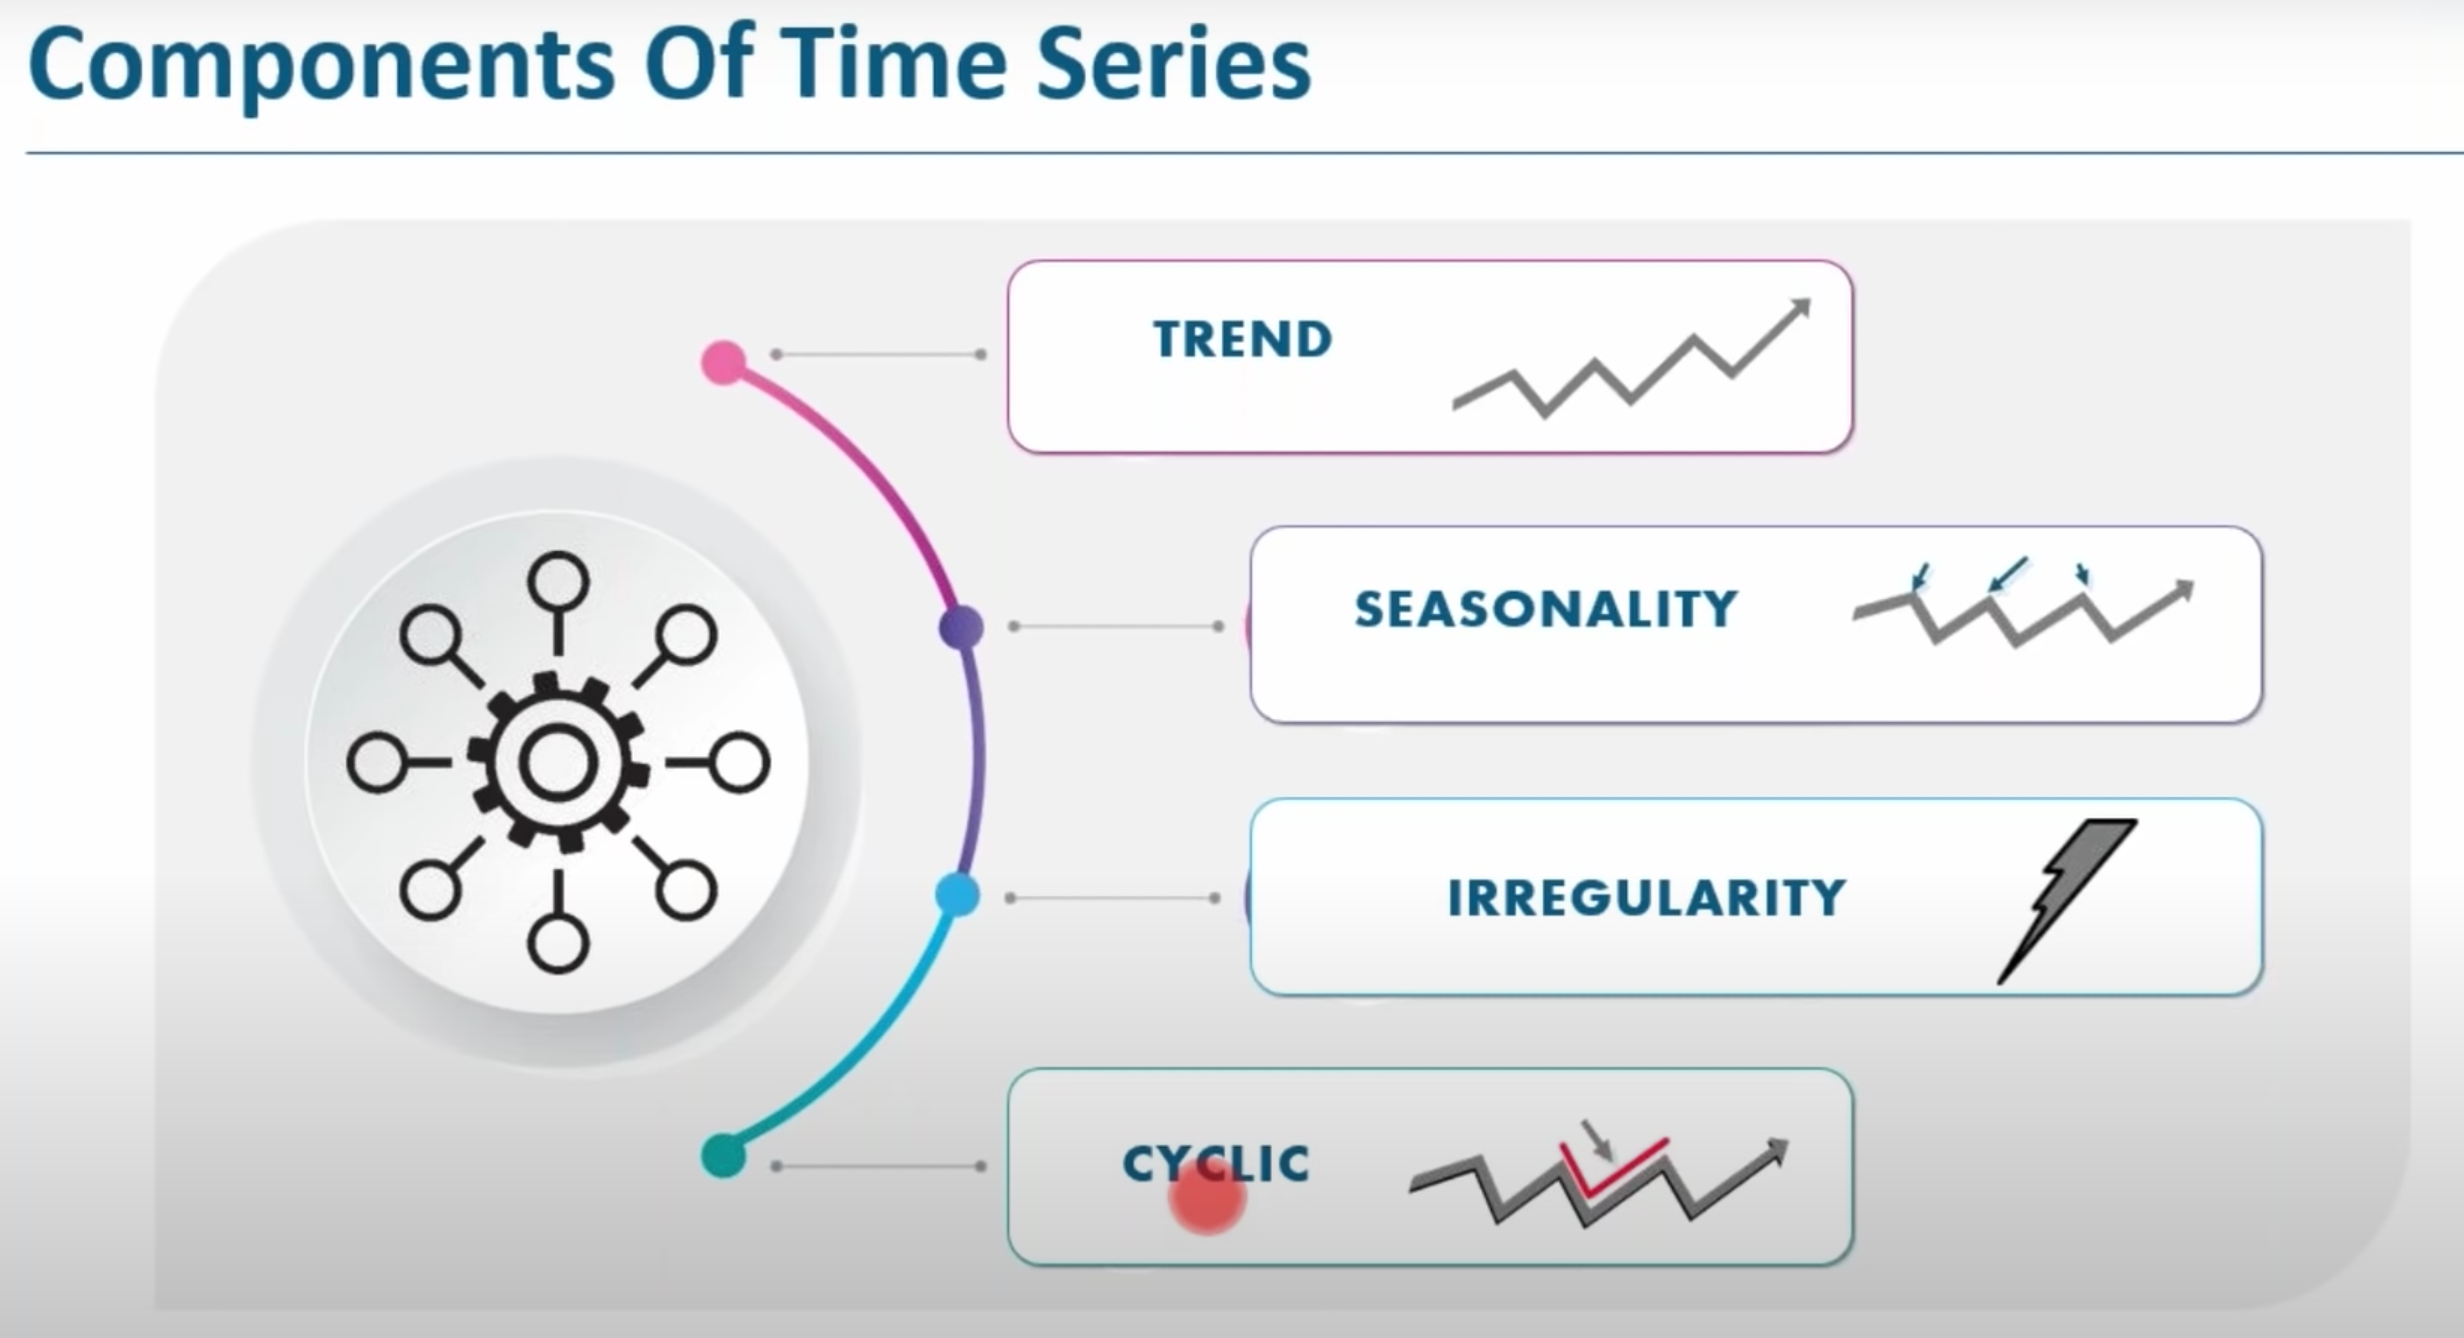 Components Of Time Series
TREND
SEASONALITY
IRREGULARITY
CYCLIC